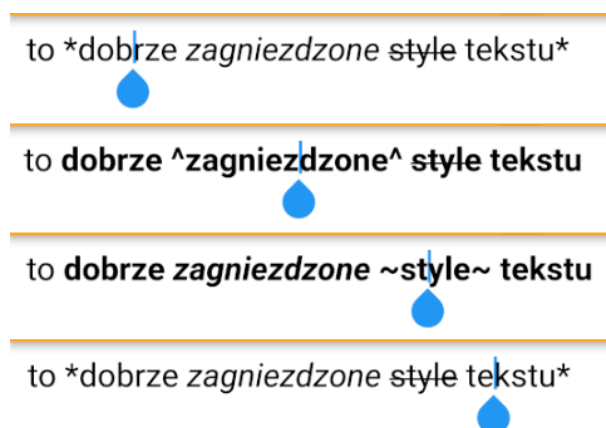 to *dobrze zagniezdzone style tekstu*
to dobrze ^zagniezdzone^ style tekstu
to dobrze zagniezdzone ~style~ tekstu
to *dobrze zagniezdzone style tekstu*